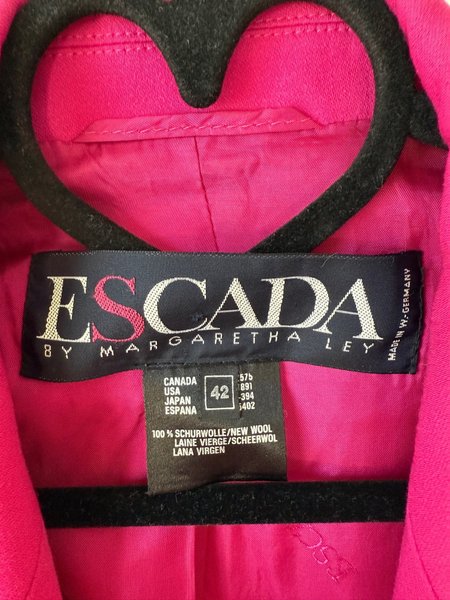 ESCADA
BY MARGARETHA LEY
MADE IN W.-GERMANY
CANADA
USA
JAPAN
ESPANA
42
100 % SCHURWOLLE/NEW WOOL
LAINE VIERGE/SCHEERWOL
LANA VIRGEN